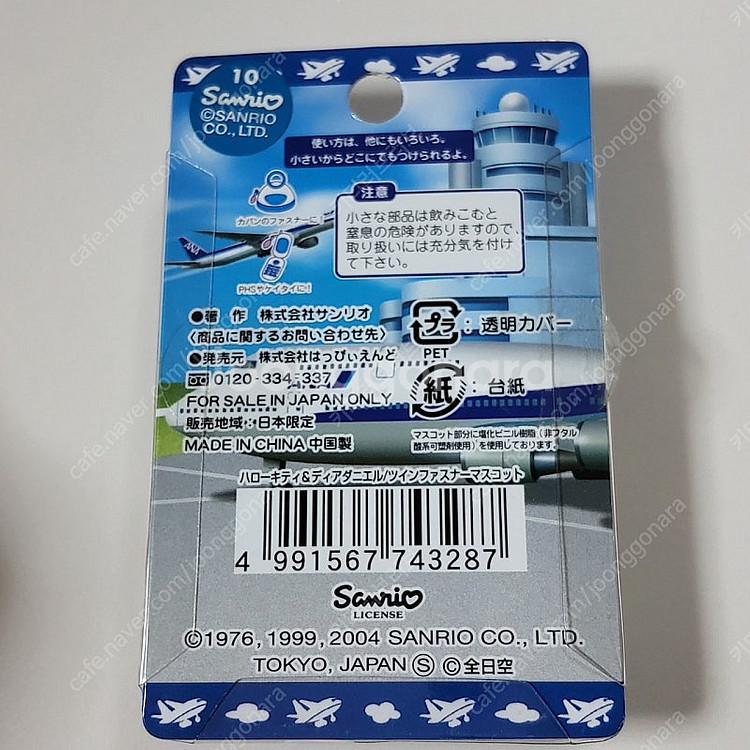 10
Sanrio
©SANRIO
CO., LTD.
使い方は、他にもいろいろ。
小さいからどこにでもつけられるよ。
カバンのファスナーに!
ANA
PHSやケイタイに!!
注意
小さな部品は飲みこむと
窒息の危険がありますので、
取り扱いには充分気を付け
て下さい。
●著 作 株式会社サンリオ
〈商品に関するお問い合わせ先〉
●発売元 株式会社はっぴぃえんど
0120-334-337
FOR SALE IN JAPAN ONLY
販売地域:日本限定
MADE IN CHINA 中国製
プラ : 透明カバー
PET
紙 : 台紙
マスコット部分に塩化ビニル樹脂(非フタル
酸系可塑剤使用)を使用しております。
ハローキティ&ディアダニエル/ツインファスナーマスコット
4 991567 743287
Sanrio
LICENSE
©1976, 1999, 2004 SANRIO CO., LTD.
TOKYO, JAPAN Ⓢ ©全日空
cafe.naver.com/joonggonara